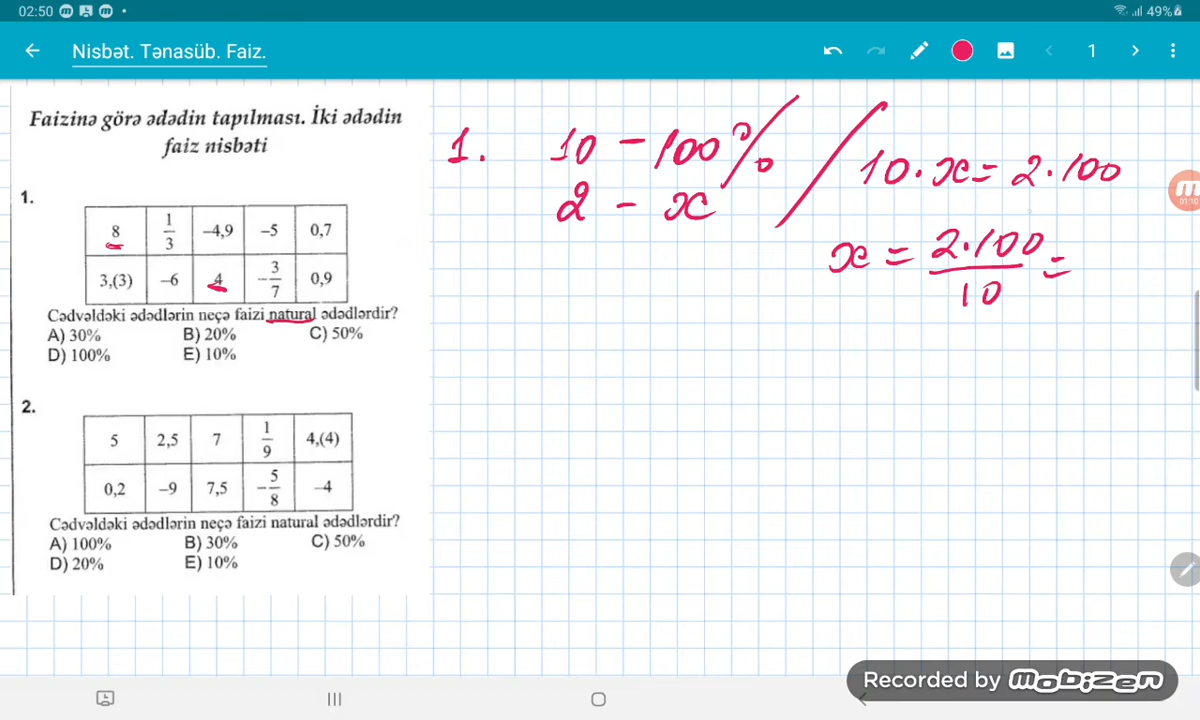 02:50 49%
Nisbət. Tənasüb. Faiz. 1
Faizinə görə ədədin tapılması. İki ədədin
faiz nisbəti
1.
8 1/3 –4,9 –5 0,7
3,(3) –6 4 –3/7 0,9
Cədvəldəki ədədlərin neçə faizi natural ədədlərdir?
A) 30% B) 20% C) 50%
D) 100% E) 10%
2.
5 2,5 7 1/9 4,(4)
0,2 –9 7,5 –5/8 –4
Cədvəldəki ədədlərin neçə faizi natural ədədlərdir?
A) 100% B) 30% C) 50%
D) 20% E) 10%
1. 10 – 100%
2 – x
10·x = 2·100
x = 2·100/10 =
01:10
Recorded by mobizen